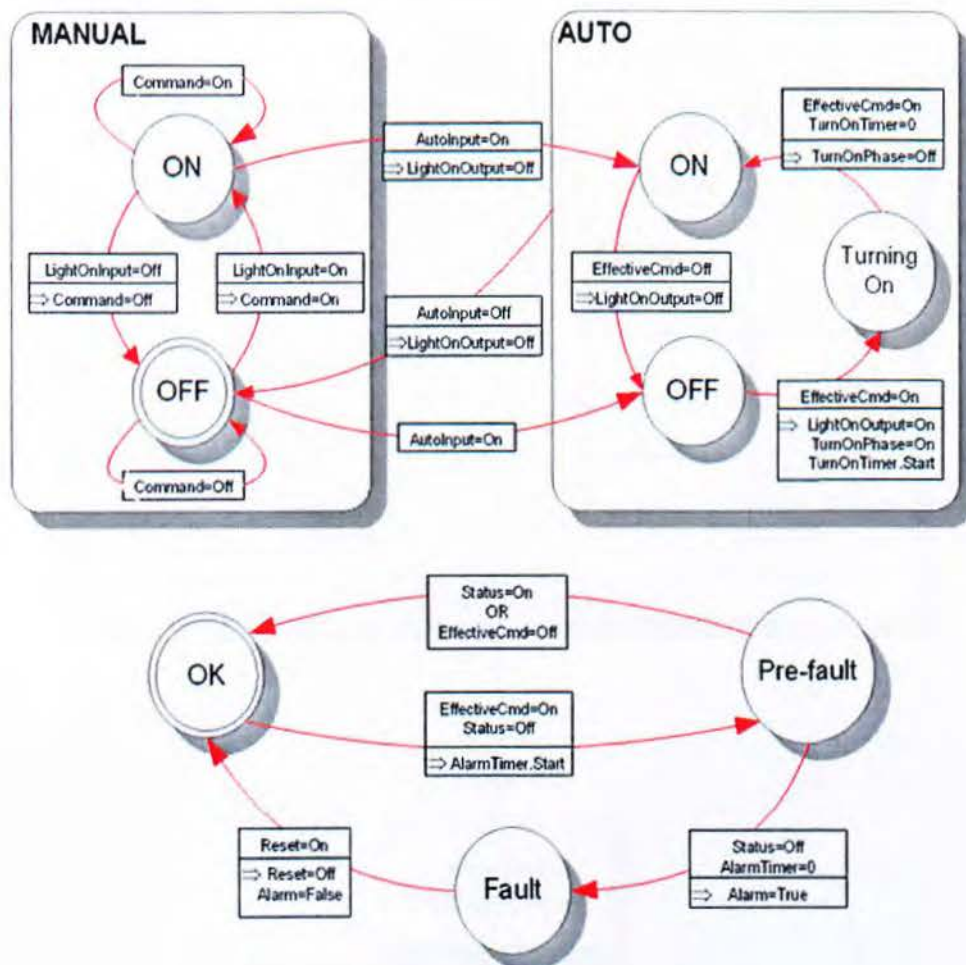 MANUAL
Command=On
ON
LightOnInput=Off
⇒ Command=Off
LightOnInput=On
⇒ Command=On
OFF
Command=Off
AutoInput=On
⇒ LightOnOutput=Off
AutoInput=Off
⇒ LightOnOutput=Off
AutoInput=On
AUTO
EffectiveCmd=On
TurnOnTimer=0
⇒ TurnOnPhase=Off
ON
Turning
On
EffectiveCmd=Off
⇒ LightOnOutput=Off
OFF
EffectiveCmd=On
⇒ LightOnOutput=On
TurnOnPhase=On
TurnOnTimer.Start
Status=On
OR
EffectiveCmd=Off
OK
Pre-fault
EffectiveCmd=On
Status=Off
⇒ AlarmTimer.Start
Reset=On
⇒ Reset=Off
Alarm=False
Fault
Status=Off
AlarmTimer=0
⇒ Alarm=True